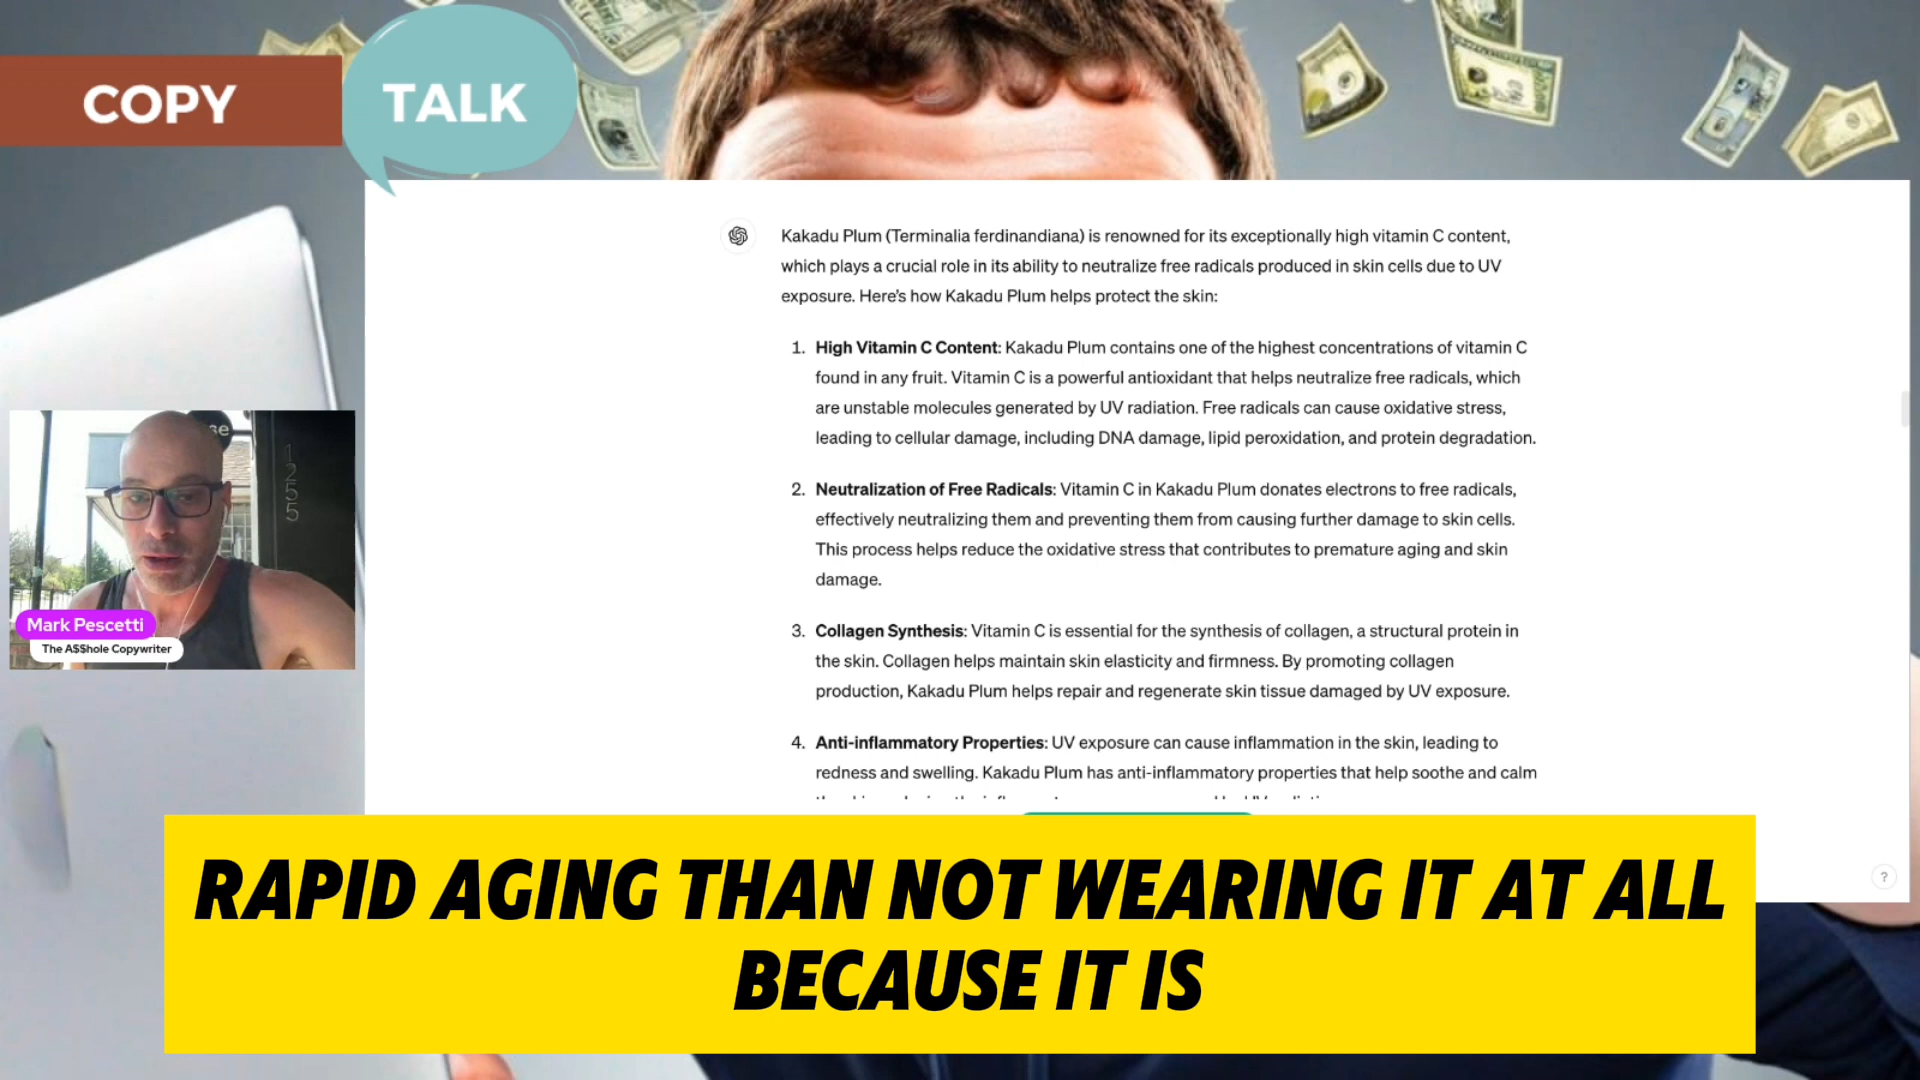 COPY
TALK
Kakadu Plum (Terminalia ferdinandiana) is renowned for its exceptionally high vitamin C content,
which plays a crucial role in its ability to neutralize free radicals produced in skin cells due to UV
exposure. Here's how Kakadu Plum helps protect the skin:
1. High Vitamin C Content: Kakadu Plum contains one of the highest concentrations of vitamin C
found in any fruit. Vitamin C is a powerful antioxidant that helps neutralize free radicals, which
are unstable molecules generated by UV radiation. Free radicals can cause oxidative stress,
leading to cellular damage, including DNA damage, lipid peroxidation, and protein degradation.
2. Neutralization of Free Radicals: Vitamin C in Kakadu Plum donates electrons to free radicals,
effectively neutralizing them and preventing them from causing further damage to skin cells.
This process helps reduce the oxidative stress that contributes to premature aging and skin
damage.
3. Collagen Synthesis: Vitamin C is essential for the synthesis of collagen, a structural protein in
the skin. Collagen helps maintain skin elasticity and firmness. By promoting collagen
production, Kakadu Plum helps repair and regenerate skin tissue damaged by UV exposure.
4. Anti-inflammatory Properties: UV exposure can cause inflammation in the skin, leading to
redness and swelling. Kakadu Plum has anti-inflammatory properties that help soothe and calm
se
1255
Mark Pescetti
The A$$hole Copywriter
?
RAPID AGING THAN NOT WEARING IT AT ALL
BECAUSE IT IS